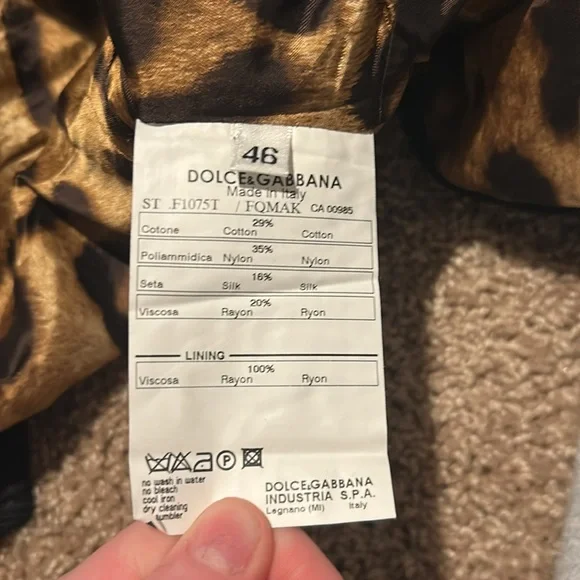 46
DOLCE&GABBANA
Made in Italy
ST .F1075T / FQMAK CA 00985
29%
Cotone Cotton Cotton
35%
Poliammidica Nylon Nylon
16%
Seta Silk Silk
20%
Viscosa Rayon Ryon
LINING
100%
Viscosa Rayon Ryon
P
no wash in water
no bleach
cool iron
dry cleaning
tumbler
DOLCE&GABBANA
INDUSTRIA S.P.A.
Legnano (MI) Italy